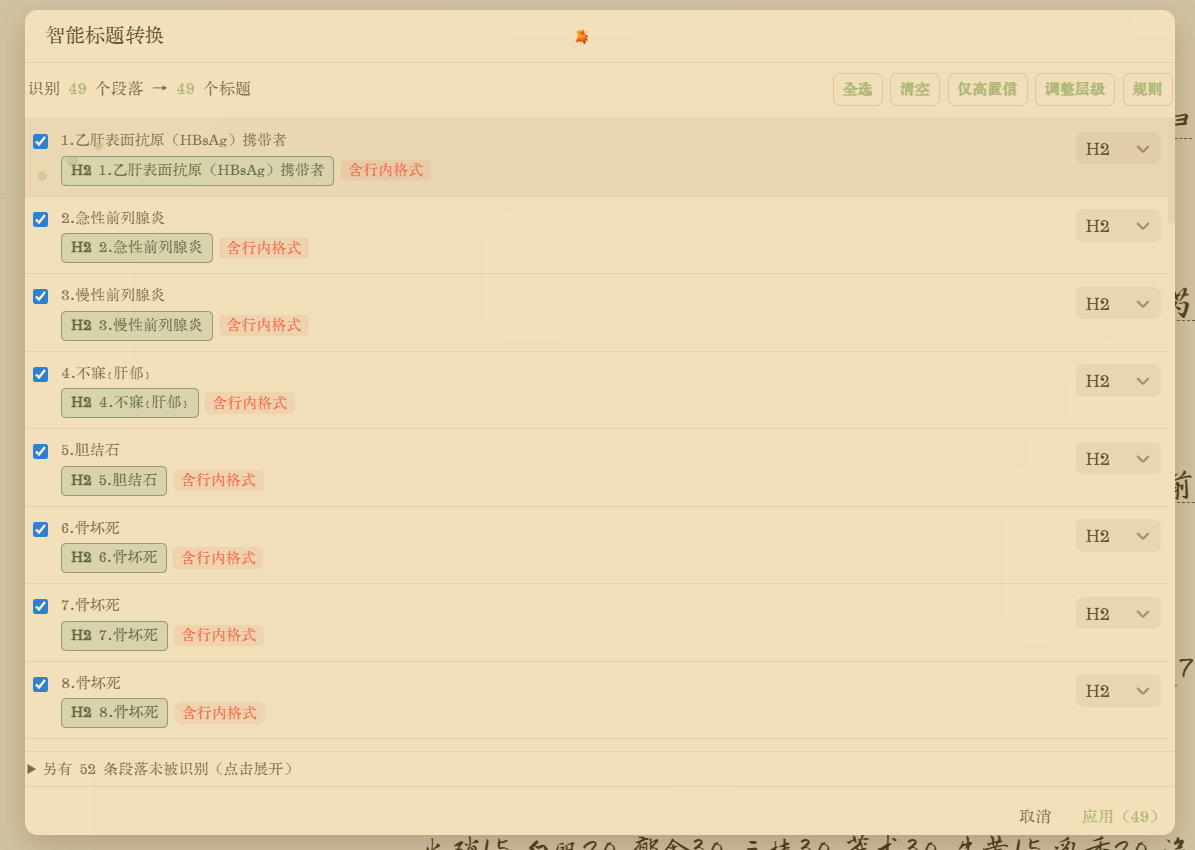 智能标题转换
识别 49 个段落 → 49 个标题
全选 清空 仅高置信 调整层级 规则
1.乙肝表面抗原（HBsAg）携带者
H2 1.乙肝表面抗原（HBsAg）携带者 含行内格式
H2
2.急性前列腺炎
H2 2.急性前列腺炎 含行内格式
H2
3.慢性前列腺炎
H2 3.慢性前列腺炎 含行内格式
H2
4.不寐﹝肝郁﹞
H2 4.不寐﹝肝郁﹞ 含行内格式
H2
5.胆结石
H2 5.胆结石 含行内格式
H2
6.骨坏死
H2 6.骨坏死 含行内格式
H2
7.骨坏死
H2 7.骨坏死 含行内格式
H2
8.骨坏死
H2 8.骨坏死 含行内格式
H2
另有 52 条段落未被识别（点击展开）
取消 应用（49）
前
7